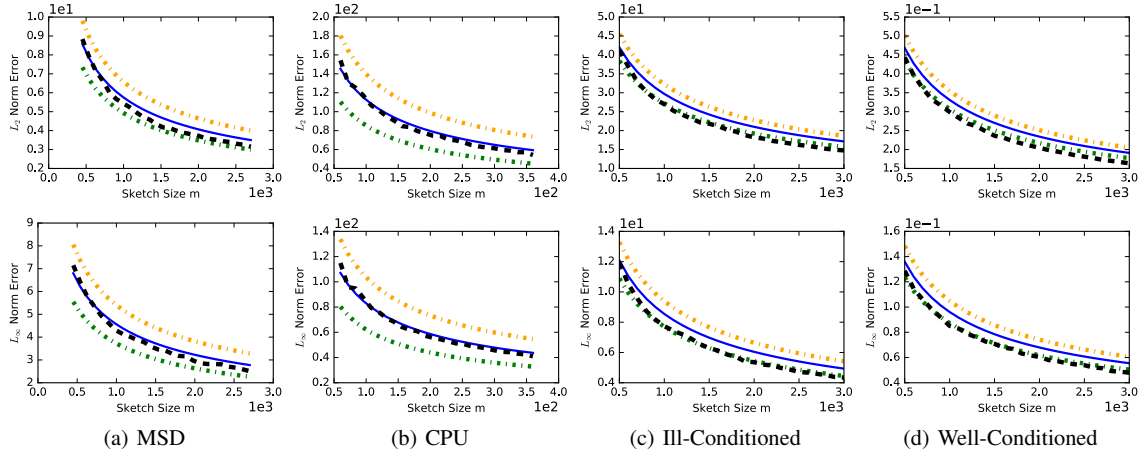 1e1
L₂ Norm Error
1.0
0.9
0.8
0.7
0.6
0.5
0.4
0.3
0.2
0.0 0.5 1.0 1.5 2.0 2.5 3.0
Sketch Size m
1e3
1e2
L₂ Norm Error
2.0
1.8
1.6
1.4
1.2
1.0
0.8
0.6
0.4
0.5 1.0 1.5 2.0 2.5 3.0 3.5 4.0
Sketch Size m
1e2
1e1
L₂ Norm Error
5.0
4.5
4.0
3.5
3.0
2.5
2.0
1.5
1.0
0.5 1.0 1.5 2.0 2.5 3.0
Sketch Size m
1e3
1e−1
L₂ Norm Error
5.5
5.0
4.5
4.0
3.5
3.0
2.5
2.0
1.5
0.5 1.0 1.5 2.0 2.5 3.0
Sketch Size m
1e3
L∞ Norm Error
9
8
7
6
5
4
3
2
0.0 0.5 1.0 1.5 2.0 2.5 3.0
Sketch Size m
1e3
1e2
L∞ Norm Error
1.4
1.2
1.0
0.8
0.6
0.4
0.2
0.5 1.0 1.5 2.0 2.5 3.0 3.5 4.0
Sketch Size m
1e2
1e1
L∞ Norm Error
1.4
1.2
1.0
0.8
0.6
0.4
0.5 1.0 1.5 2.0 2.5 3.0
Sketch Size m
1e3
1e−1
L∞ Norm Error
1.6
1.4
1.2
1.0
0.8
0.6
0.4
0.5 1.0 1.5 2.0 2.5 3.0
Sketch Size m
1e3
(a) MSD
(b) CPU
(c) Ill-Conditioned
(d) Well-Conditioned